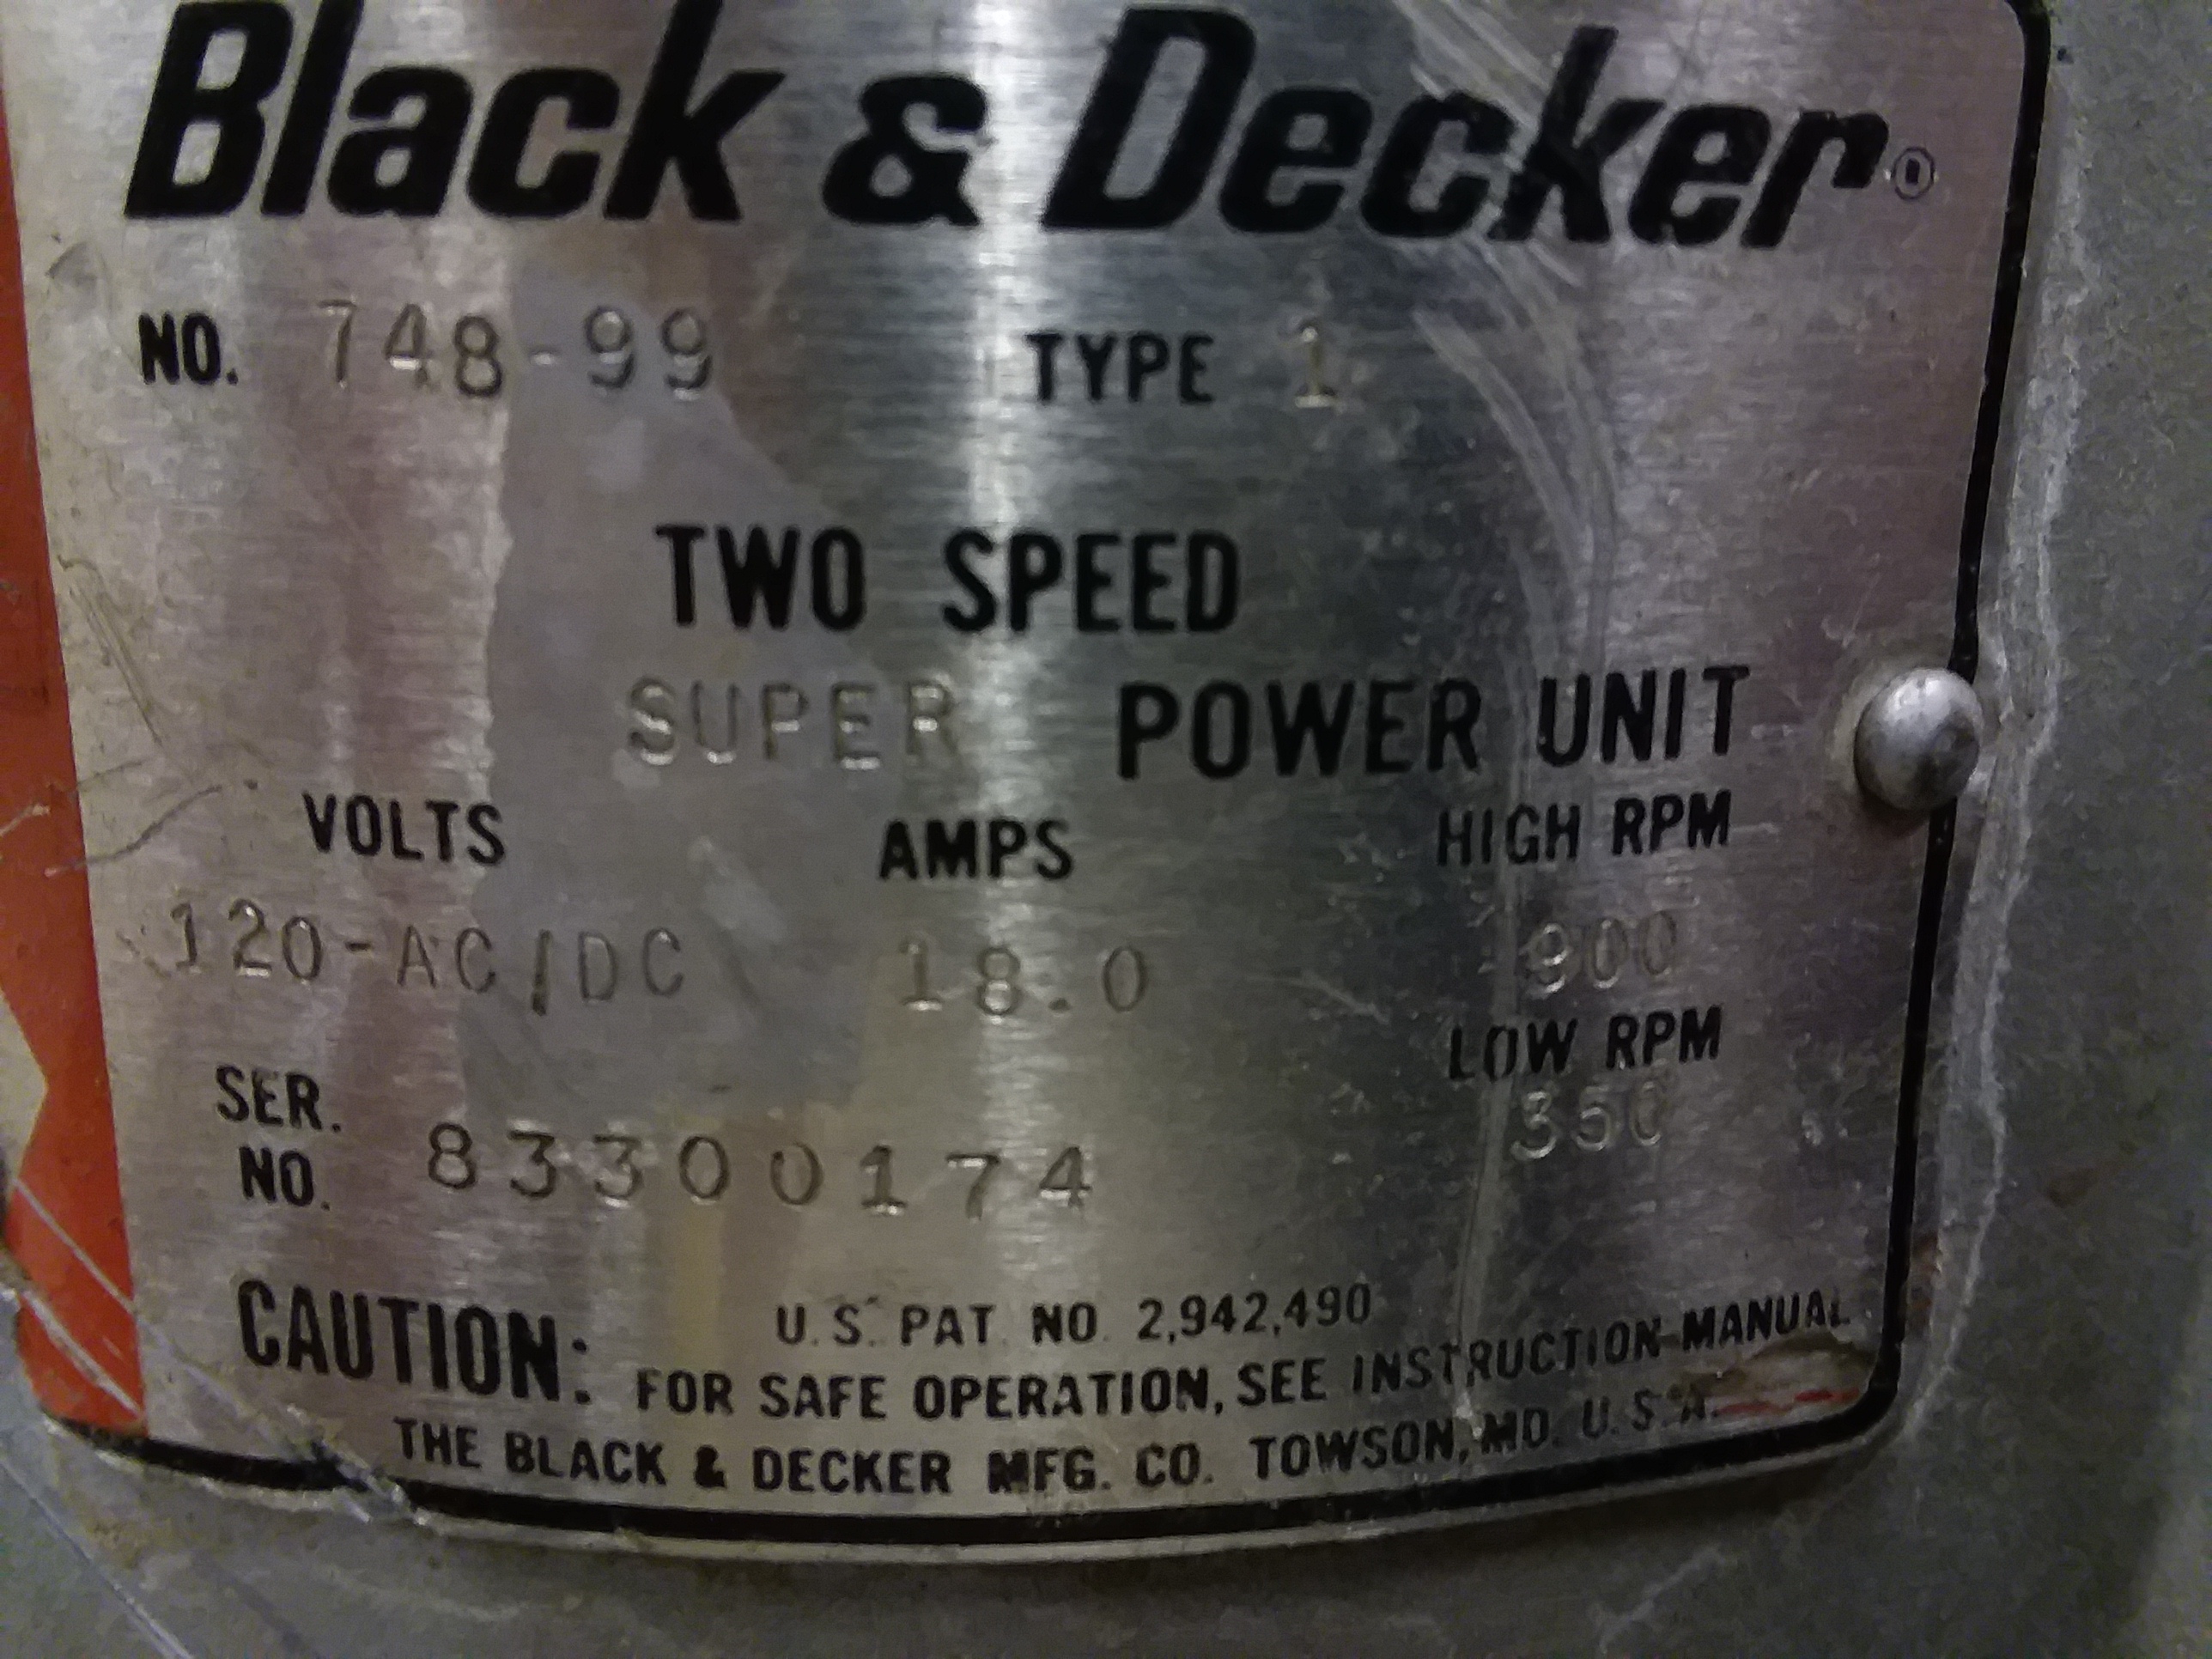 Black & Decker®
NO. 748-99 TYPE 1
TWO SPEED
SUPER POWER UNIT
VOLTS AMPS HIGH RPM
120-AC/DC 18.0 900
LOW RPM
350
SER.
NO. 83300174
U.S. PAT. NO. 2,942,490
CAUTION: FOR SAFE OPERATION, SEE INSTRUCTION MANUAL
THE BLACK & DECKER MFG. CO. TOWSON, MD. U.S.A.